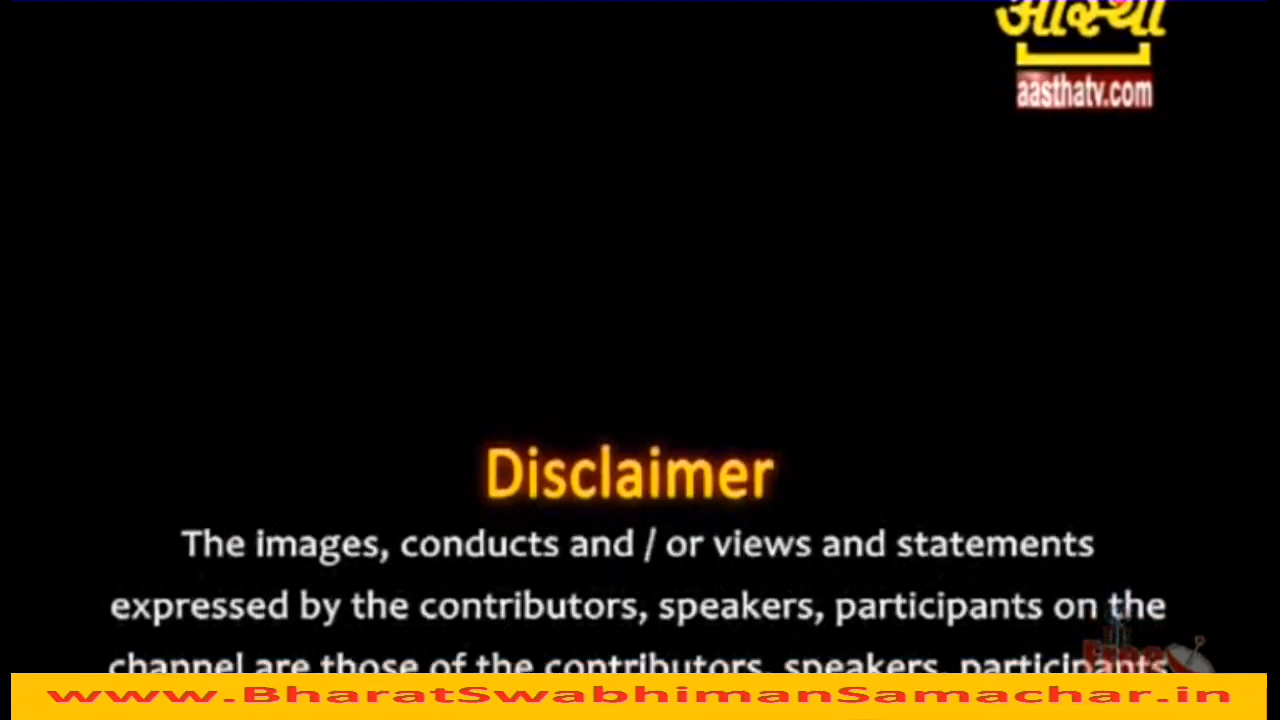 आस्था
aasthatv.com
Disclaimer
The images, conducts and / or views and statements
expressed by the contributors, speakers, participants on the
channel are those of the contributors, speakers, participants
Free
www.BharatSwabhimanSamachar.in